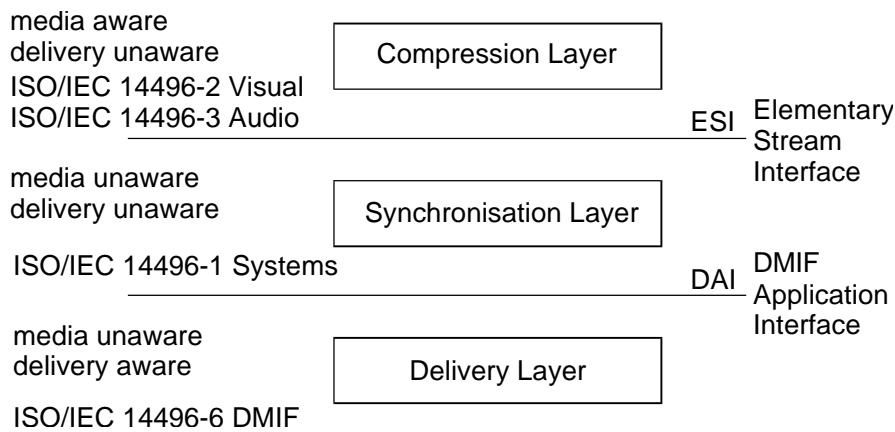 media aware
delivery unaware
ISO/IEC 14496-2 Visual
ISO/IEC 14496-3 Audio
Compression Layer
ESI
Elementary
Stream
Interface
media unaware
delivery unaware
Synchronisation Layer
ISO/IEC 14496-1 Systems
DAI
DMIF
Application
Interface
media unaware
delivery aware
Delivery Layer
ISO/IEC 14496-6 DMIF